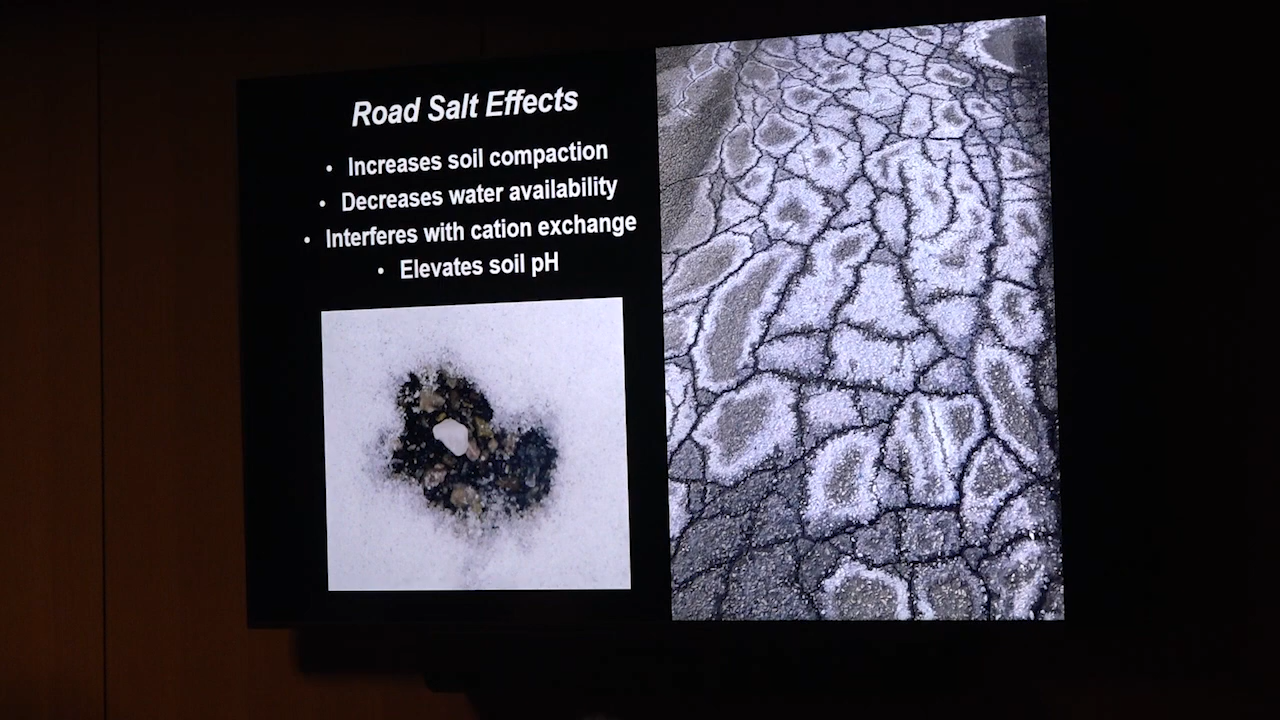 Road Salt Effects
• Increases soil compaction
• Decreases water availability
• Interferes with cation exchange
• Elevates soil pH